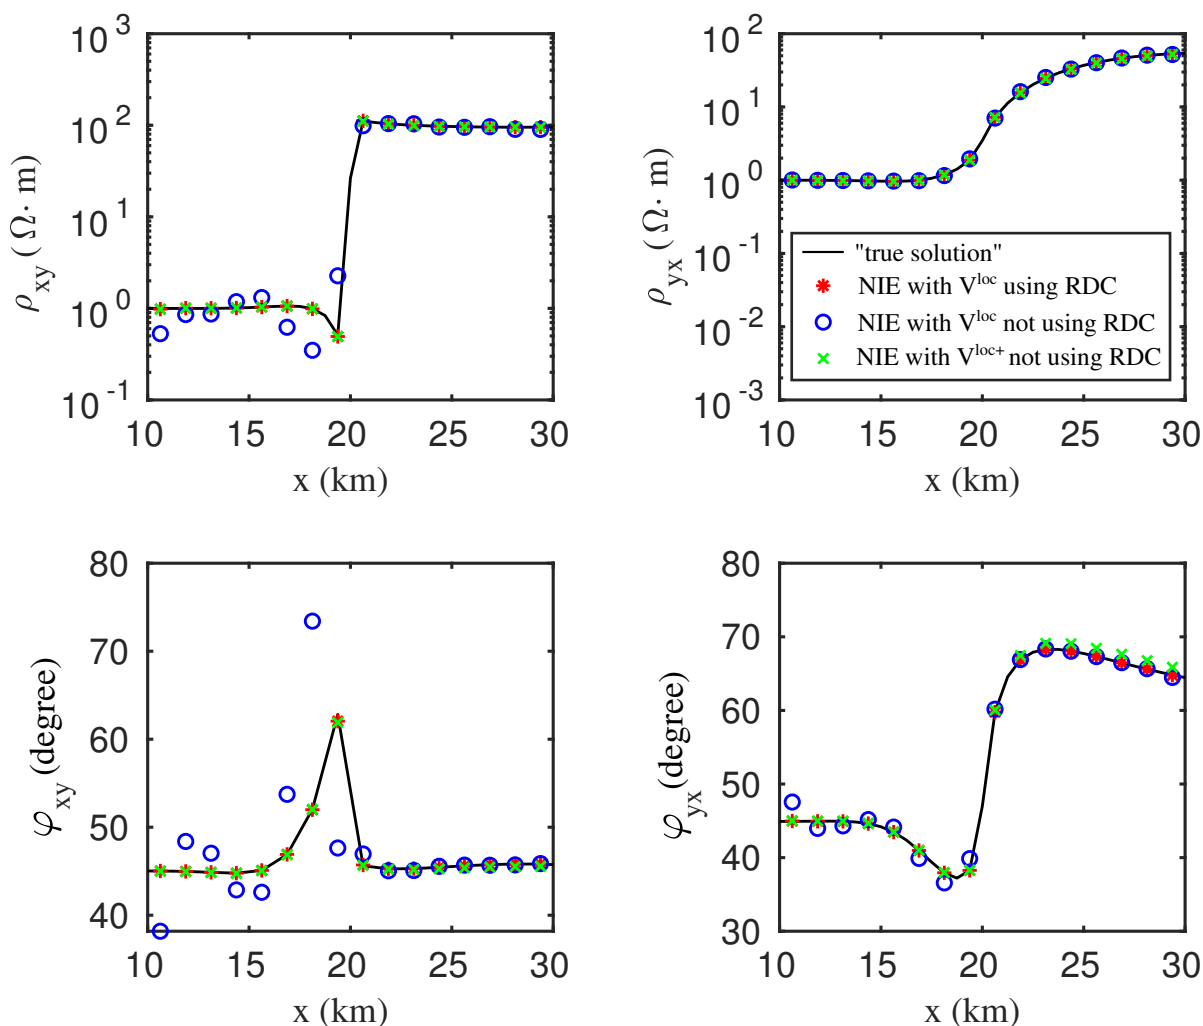 10^3
10^2
10^1
10^0
10^-1
ρ_xy (Ω· m)
10 15 20 25 30
x (km)
10^2
10^1
10^0
10^-1
10^-2
10^-3
ρ_yx (Ω· m)
"true solution"
NIE with V^loc using RDC
NIE with V^loc not using RDC
NIE with V^loc+ not using RDC
10 15 20 25 30
x (km)
80
70
60
50
40
φ_xy (degree)
10 15 20 25 30
x (km)
80
70
60
50
40
30
φ_yx (degree)
10 15 20 25 30
x (km)